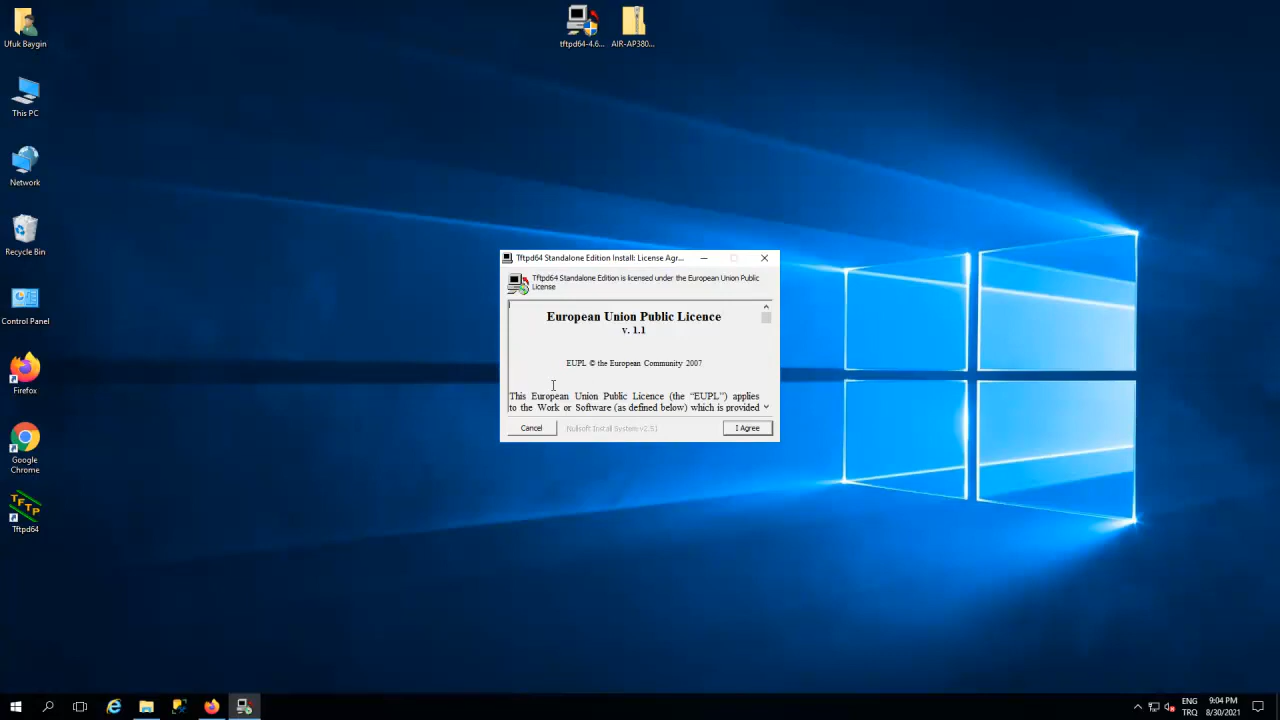 Ufuk Baygin
This PC
Network
Recycle Bin
Control Panel
Firefox
Google
Chrome
TFTP
Tftpd64
tftpd64-4.6...
AIR-AP380...
Tftpd64 Standalone Edition Install: License Agr...
Tftpd64 Standalone Edition is licensed under the European Union Public
License
European Union Public Licence
v. 1.1
EUPL © the European Community 2007
This European Union Public Licence (the “EUPL”) applies
to the Work or Software (as defined below) which is provided
Cancel
Nullsoft Install System v2.51
I Agree
ENG
TRQ
9:04 PM
8/30/2021